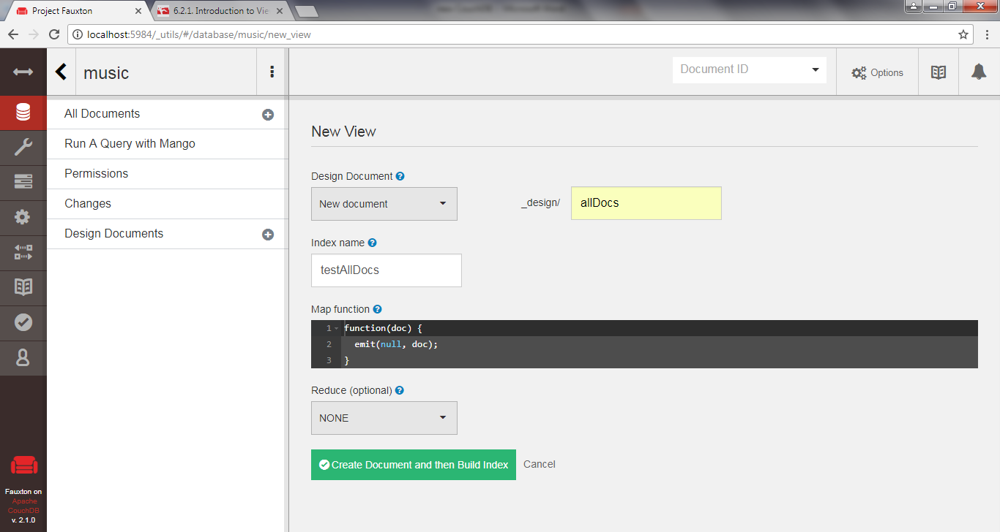 Project Fauxton
6.2.1. Introduction to Vie
localhost:5984/_utils/#/database/music/new_view
music
Document ID
Options
All Documents
Run A Query with Mango
Permissions
Changes
Design Documents
New View
Design Document
New document
_design/
allDocs
Index name
testAllDocs
Map function
1 function(doc) {
2 emit(null, doc);
3 }
Reduce (optional)
NONE
Create Document and then Build Index
Cancel
Fauxton on
Apache
CouchDB
v. 2.1.0